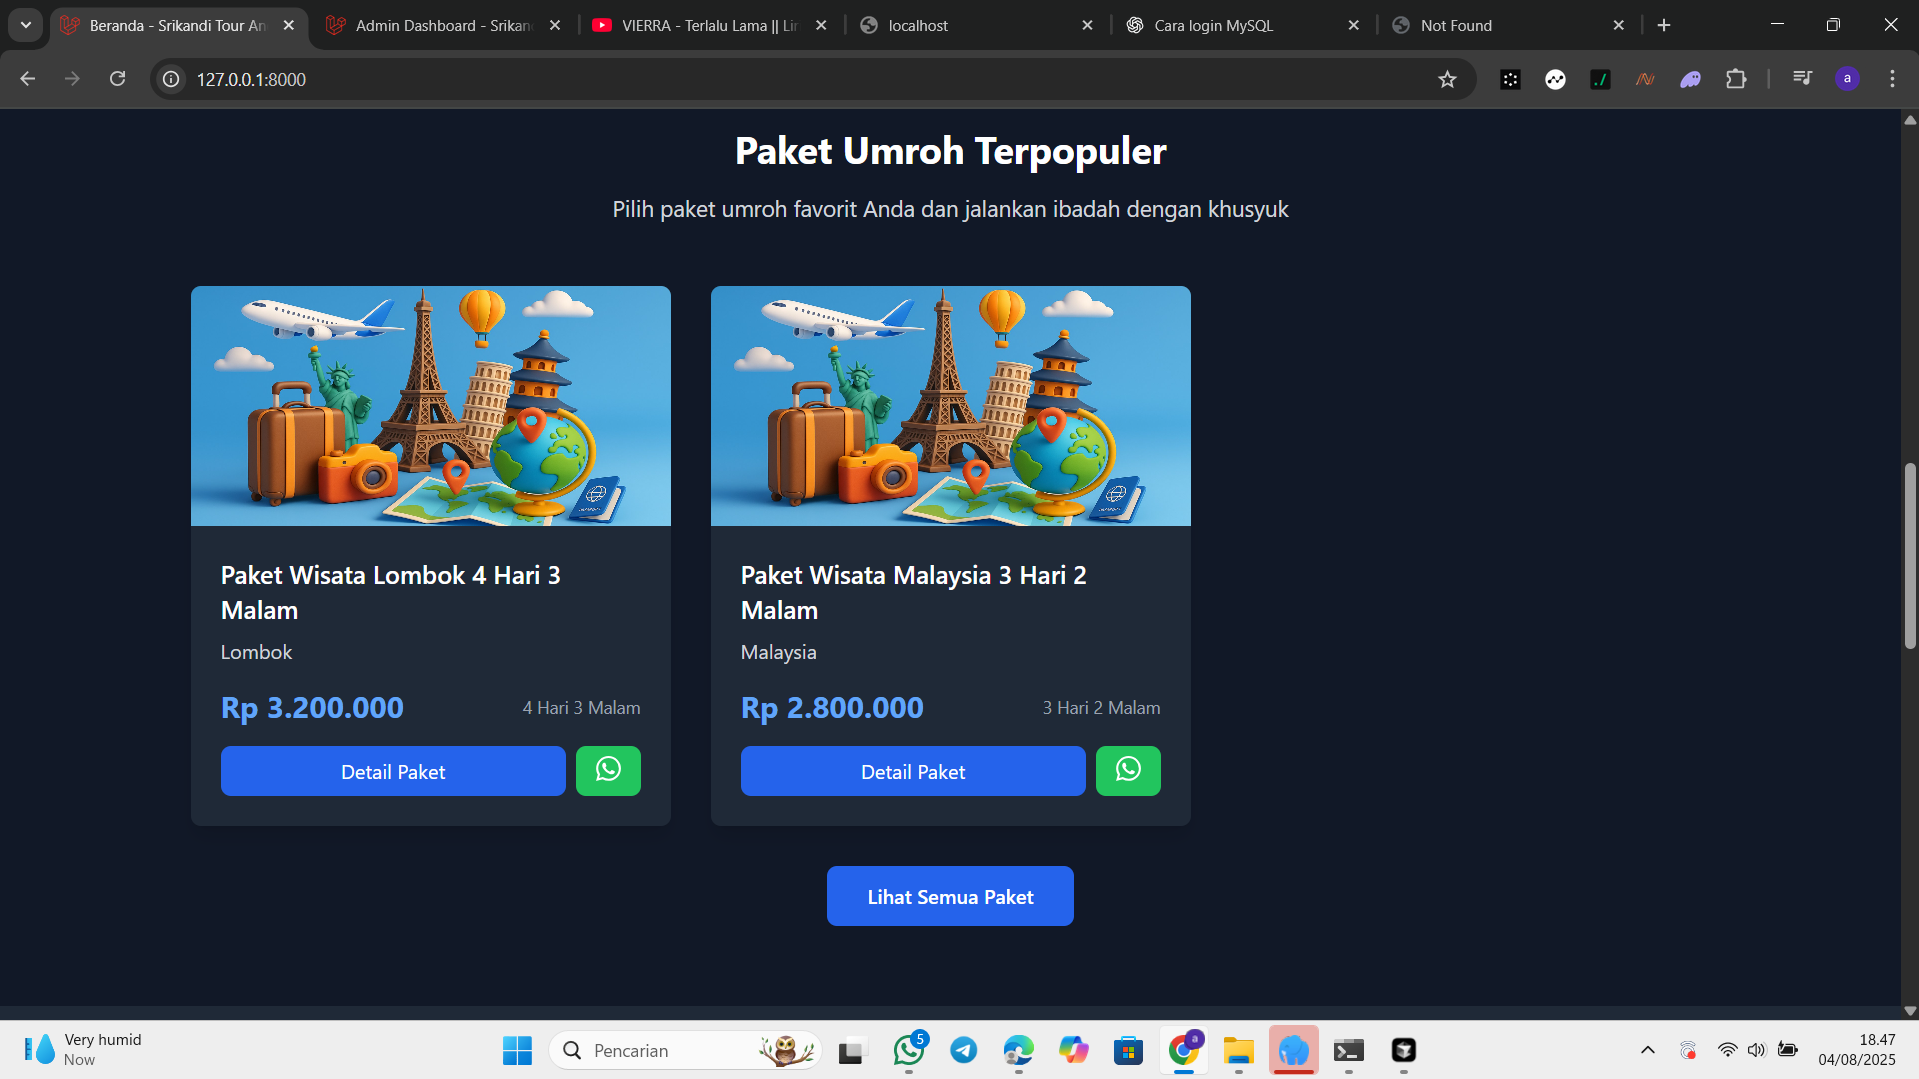 Beranda - Srikandi Tour An
Admin Dashboard - Srikan
VIERRA - Terlalu Lama || Lir
localhost
Cara login MySQL
Not Found
127.0.0.1:8000
a
Paket Umroh Terpopuler
Pilih paket umroh favorit Anda dan jalankan ibadah dengan khusyuk
Paket Wisata Lombok 4 Hari 3
Malam
Lombok
Rp 3.200.000
4 Hari 3 Malam
Detail Paket
Paket Wisata Malaysia 3 Hari 2
Malam
Malaysia
Rp 2.800.000
3 Hari 2 Malam
Detail Paket
Lihat Semua Paket
Very humid
Now
Pencarian
5
a
18.47
04/08/2025